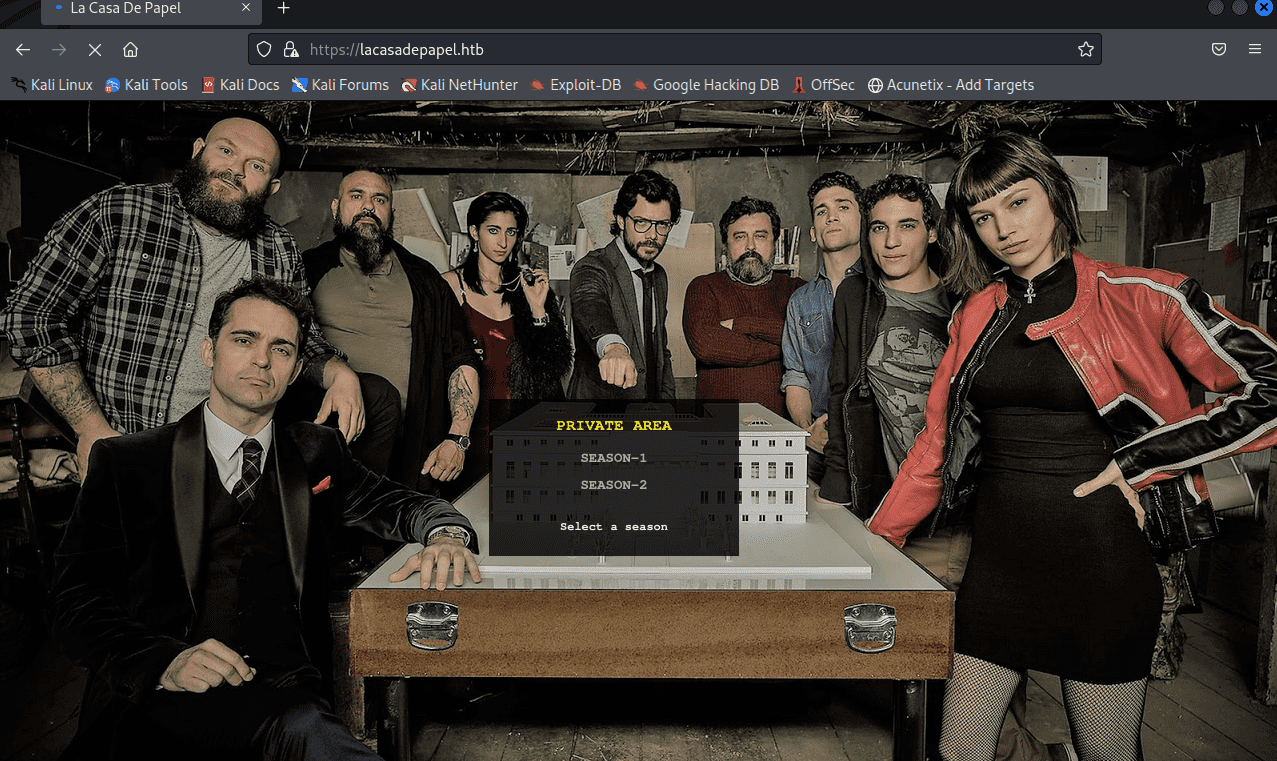 La Casa De Papel
https://lacasadepapel.htb
Kali Linux Kali Tools Kali Docs Kali Forums Kali NetHunter Exploit-DB Google Hacking DB OffSec Acunetix - Add Targets
PRIVATE AREA
SEASON-1
SEASON-2
Select a season